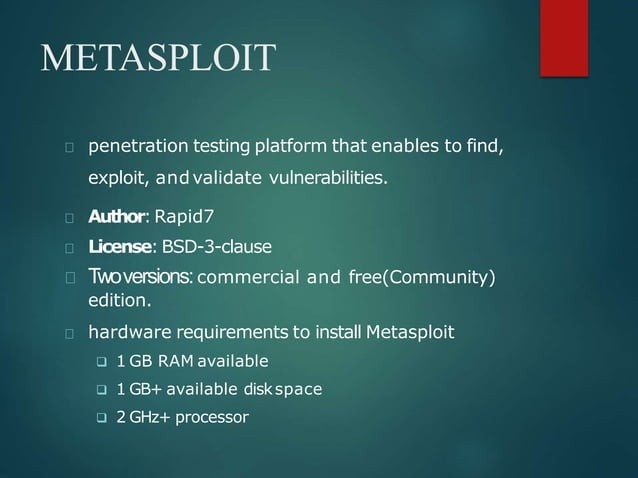 METASPLOIT
penetration testing platform that enables to find,
exploit, and validate vulnerabilities.
Author: Rapid7
License: BSD-3-clause
Two versions: commercial and free(Community)
edition.
hardware requirements to install Metasploit
1 GB RAM available
1 GB+ available disk space
2 GHz+ processor